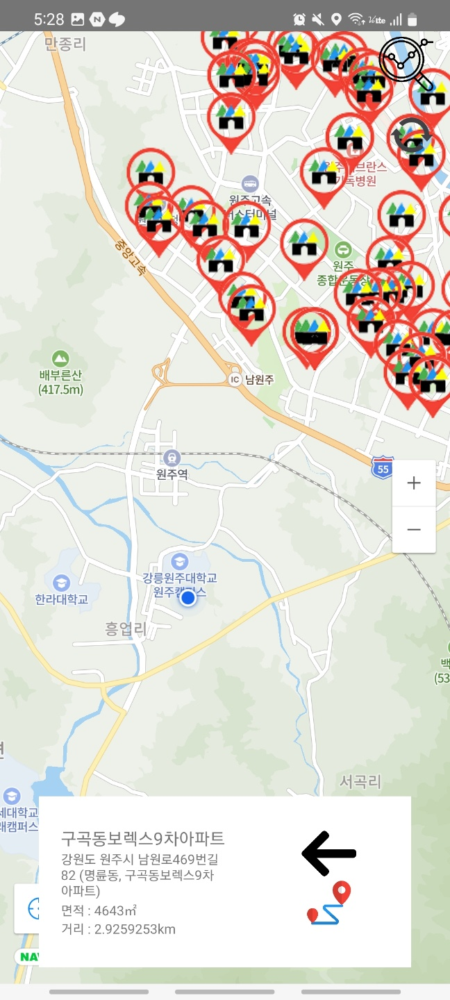 5:28
만종리
원주고속
버스터미널
기독병원
원주
종합운동장
중앙고속
배부른산
(417.5m)
IC 남원주
55
원주역
+
−
강릉원주대학교
원주캠퍼스
한라대학교
흥업리
백
(53
서곡리
세대학교
래캠퍼스
구곡동보렉스9차아파트
강원도 원주시 남원로469번길
82 (명륜동, 구곡동보렉스9차
아파트)
면적 : 4643㎡
거리 : 2.9259253km
NAV